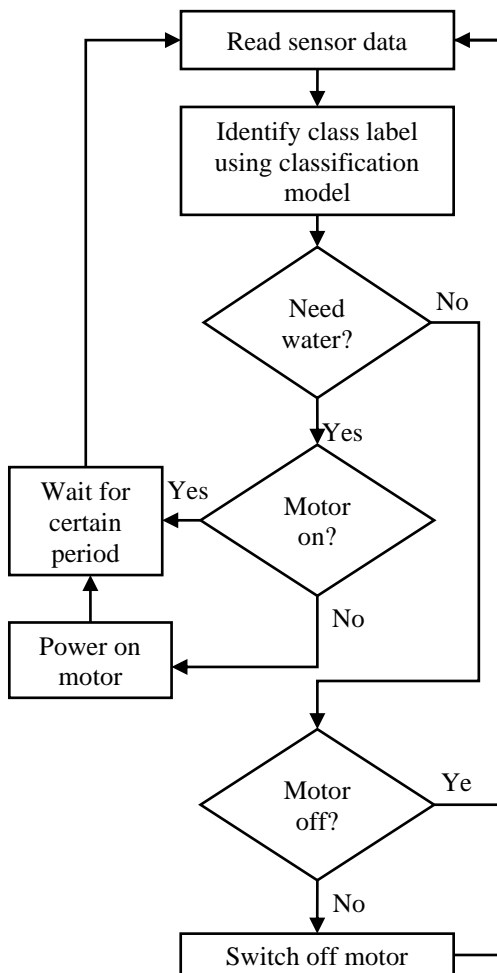 Read sensor data
Identify class label
using classification
model
Need
water?
No
Yes
Motor
on?
Yes
Wait for
certain
period
No
Power on
motor
Motor
off?
Ye
No
Switch off motor